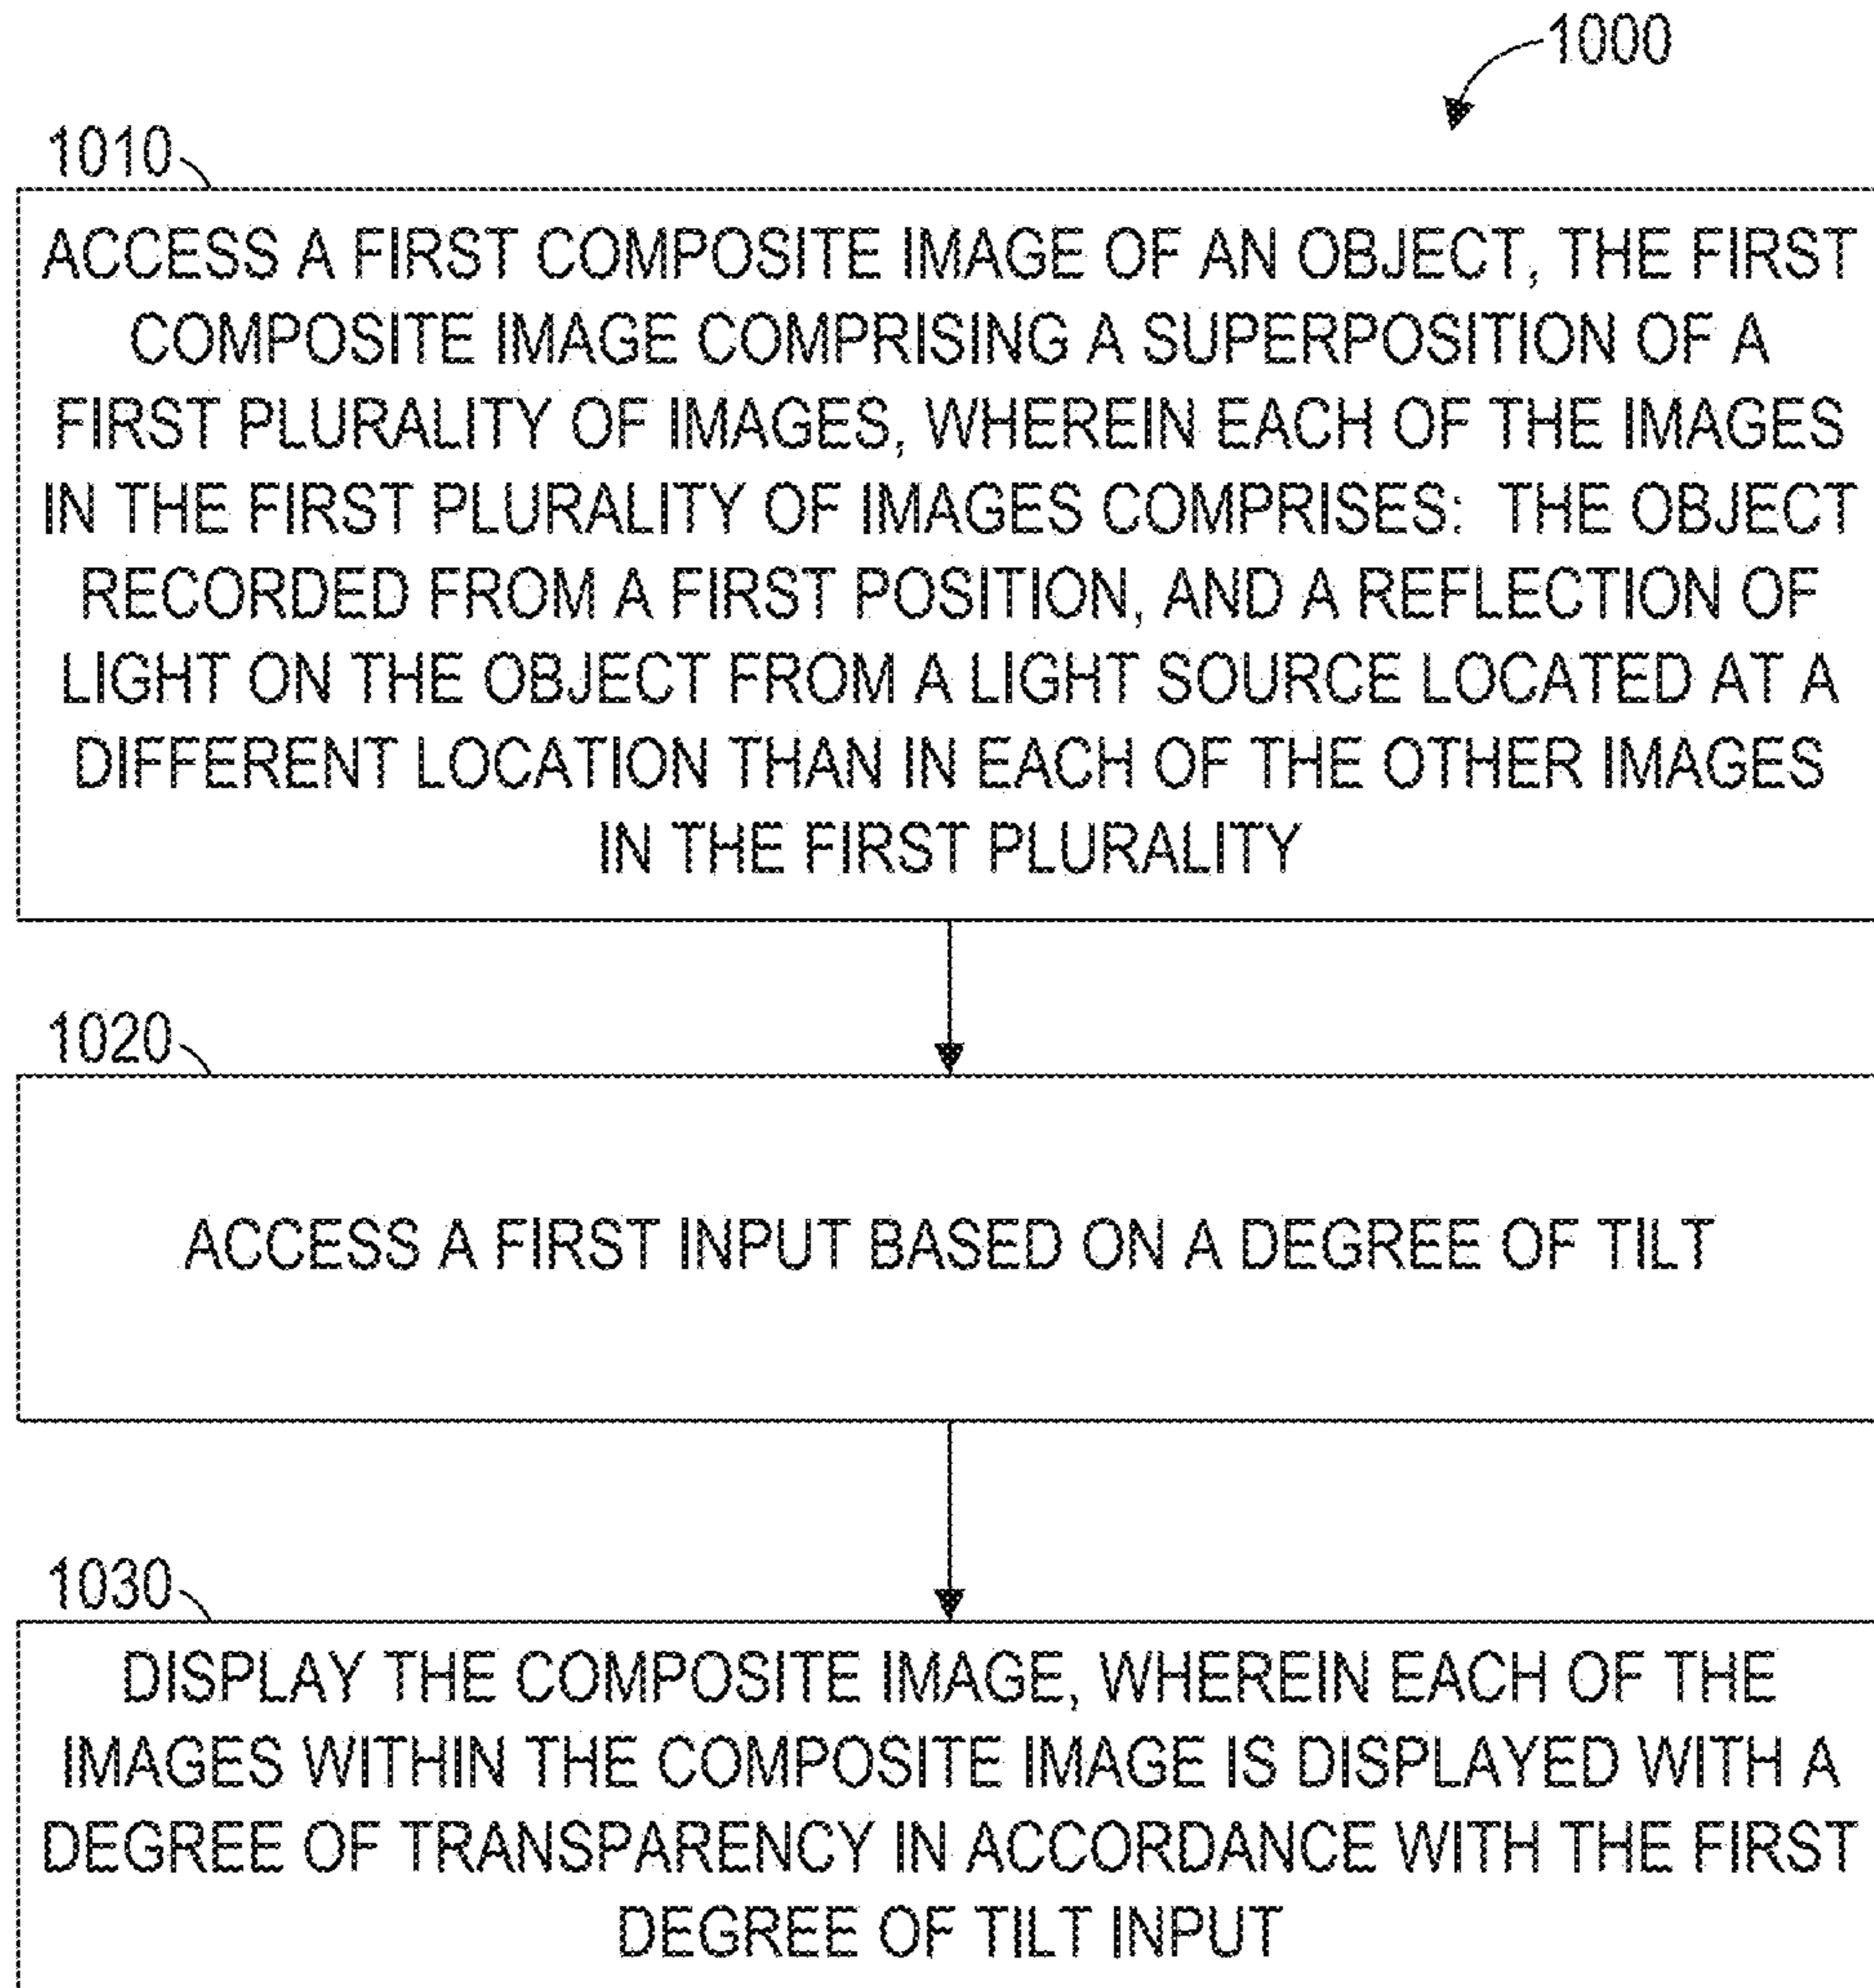 1000
1010
ACCESS A FIRST COMPOSITE IMAGE OF AN OBJECT, THE FIRST
COMPOSITE IMAGE COMPRISING A SUPERPOSITION OF A
FIRST PLURALITY OF IMAGES, WHEREIN EACH OF THE IMAGES
IN THE FIRST PLURALITY OF IMAGES COMPRISES: THE OBJECT
RECORDED FROM A FIRST POSITION, AND A REFLECTION OF
LIGHT ON THE OBJECT FROM A LIGHT SOURCE LOCATED AT A
DIFFERENT LOCATION THAN IN EACH OF THE OTHER IMAGES
IN THE FIRST PLURALITY
1020
ACCESS A FIRST INPUT BASED ON A DEGREE OF TILT
1030
DISPLAY THE COMPOSITE IMAGE, WHEREIN EACH OF THE
IMAGES WITHIN THE COMPOSITE IMAGE IS DISPLAYED WITH A
DEGREE OF TRANSPARENCY IN ACCORDANCE WITH THE FIRST
DEGREE OF TILT INPUT